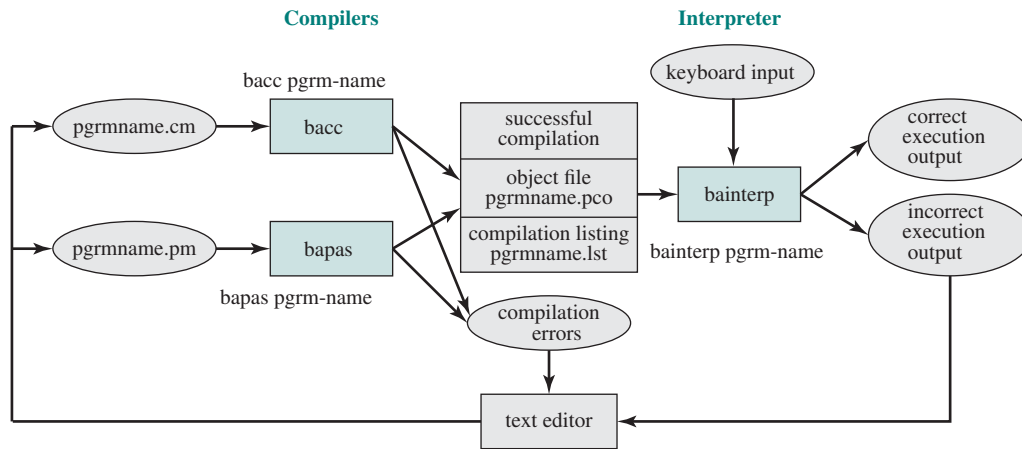 Compilers
Interpreter
bacc pgrm-name
keyboard input
pgrmname.cm
bacc
successful
compilation
object file
pgrmname.pco
compilation listing
pgrmname.lst
bainterp
bainterp pgrm-name
correct
execution
output
incorrect
execution
output
pgrmname.pm
bapas
bapas pgrm-name
compilation
errors
text editor